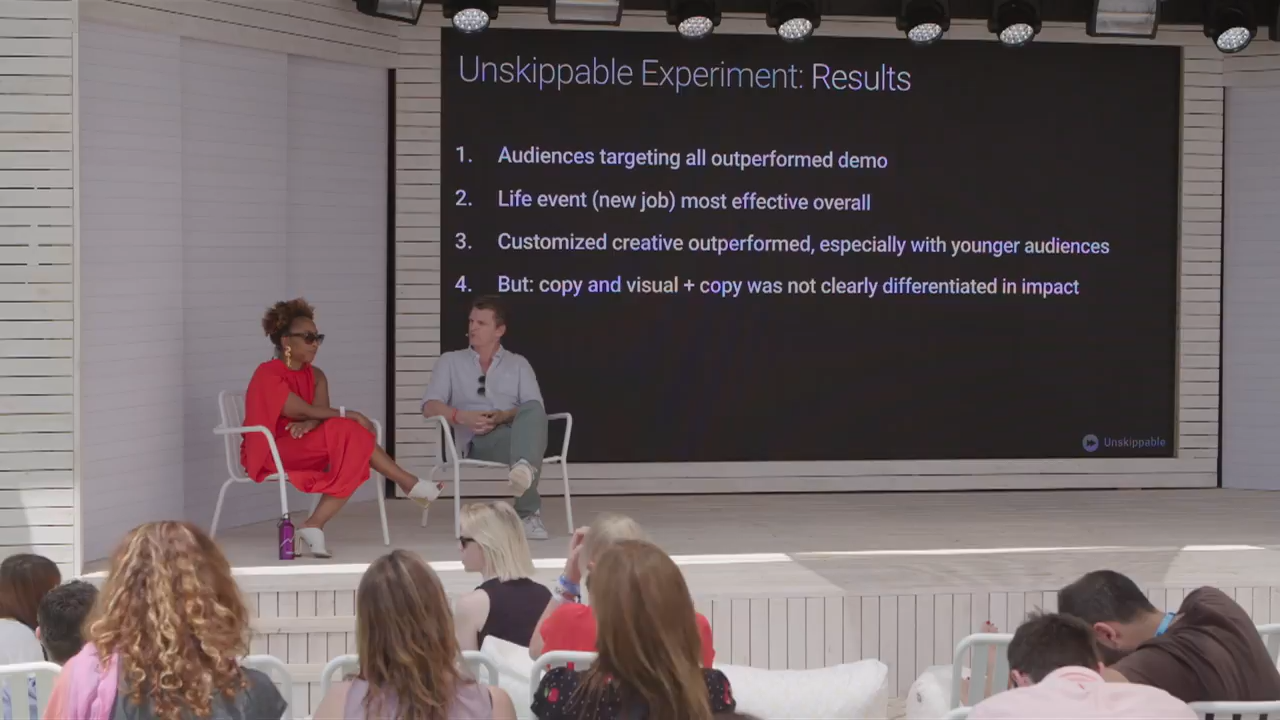 Unskippable Experiment: Results
1. Audiences targeting all outperformed demo
2. Life event (new job) most effective overall
3. Customized creative outperformed, especially with younger audiences
4. But: copy and visual + copy was not clearly differentiated in impact
Unskippable